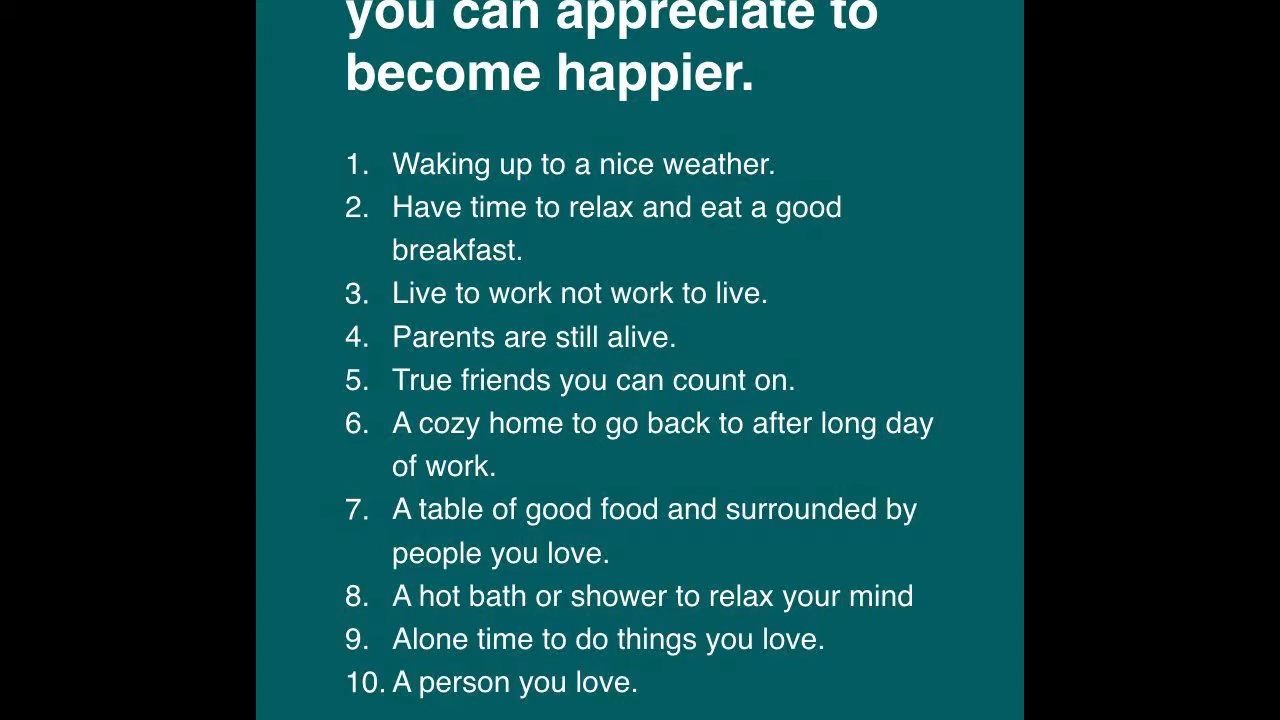 you can appreciate to
become happier.
1. Waking up to a nice weather.
2. Have time to relax and eat a good
breakfast.
3. Live to work not work to live.
4. Parents are still alive.
5. True friends you can count on.
6. A cozy home to go back to after long day
of work.
7. A table of good food and surrounded by
people you love.
8. A hot bath or shower to relax your mind
9. Alone time to do things you love.
10. A person you love.